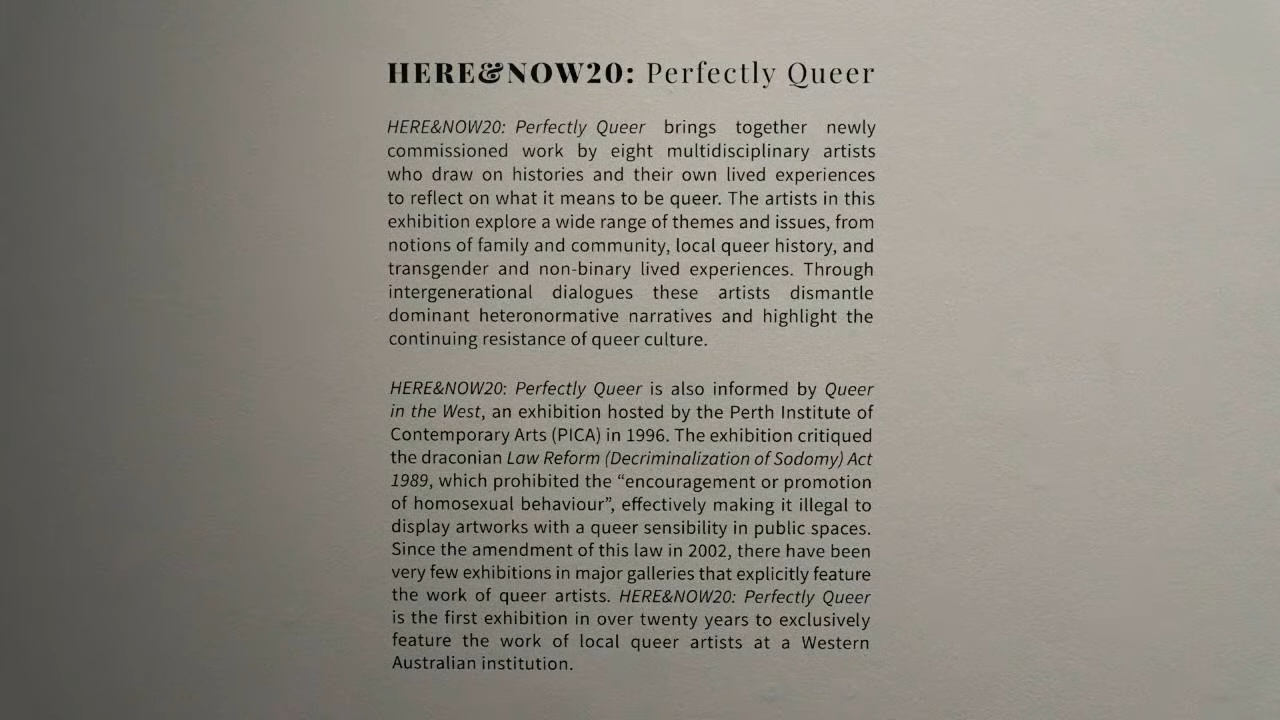 HERE&NOW20: Perfectly Queer
HERE&NOW20: Perfectly Queer brings together newly
commissioned work by eight multidisciplinary artists
who draw on histories and their own lived experiences
to reflect on what it means to be queer. The artists in this
exhibition explore a wide range of themes and issues, from
notions of family and community, local queer history, and
transgender and non-binary lived experiences. Through
intergenerational dialogues these artists dismantle
dominant heteronormative narratives and highlight the
continuing resistance of queer culture.
HERE&NOW20: Perfectly Queer is also informed by Queer
in the West, an exhibition hosted by the Perth Institute of
Contemporary Arts (PICA) in 1996. The exhibition critiqued
the draconian Law Reform (Decriminalization of Sodomy) Act
1989, which prohibited the “encouragement or promotion
of homosexual behaviour”, effectively making it illegal to
display artworks with a queer sensibility in public spaces.
Since the amendment of this law in 2002, there have been
very few exhibitions in major galleries that explicitly feature
the work of queer artists. HERE&NOW20: Perfectly Queer
is the first exhibition in over twenty years to exclusively
feature the work of local queer artists at a Western
Australian institution.